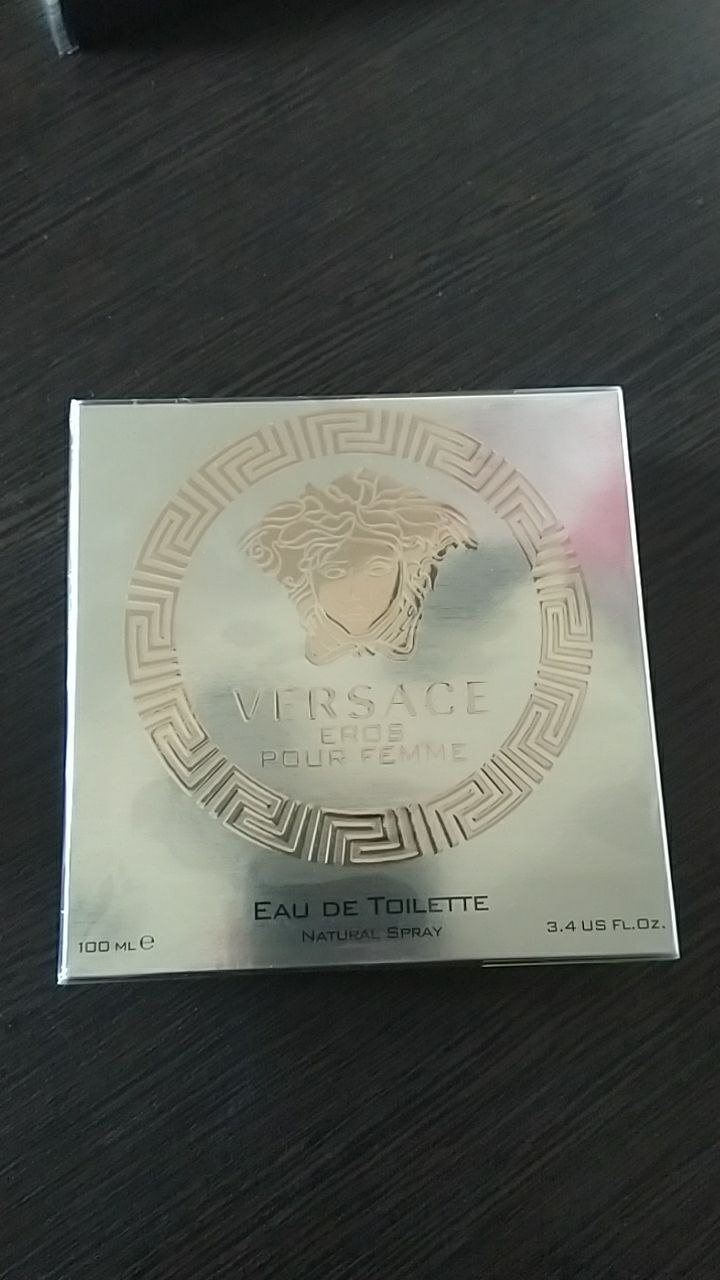 VERSACE
EROS
POUR FEMME
EAU DE TOILETTE
NATURAL SPRAY
100 ML e
3.4 US FL.OZ.